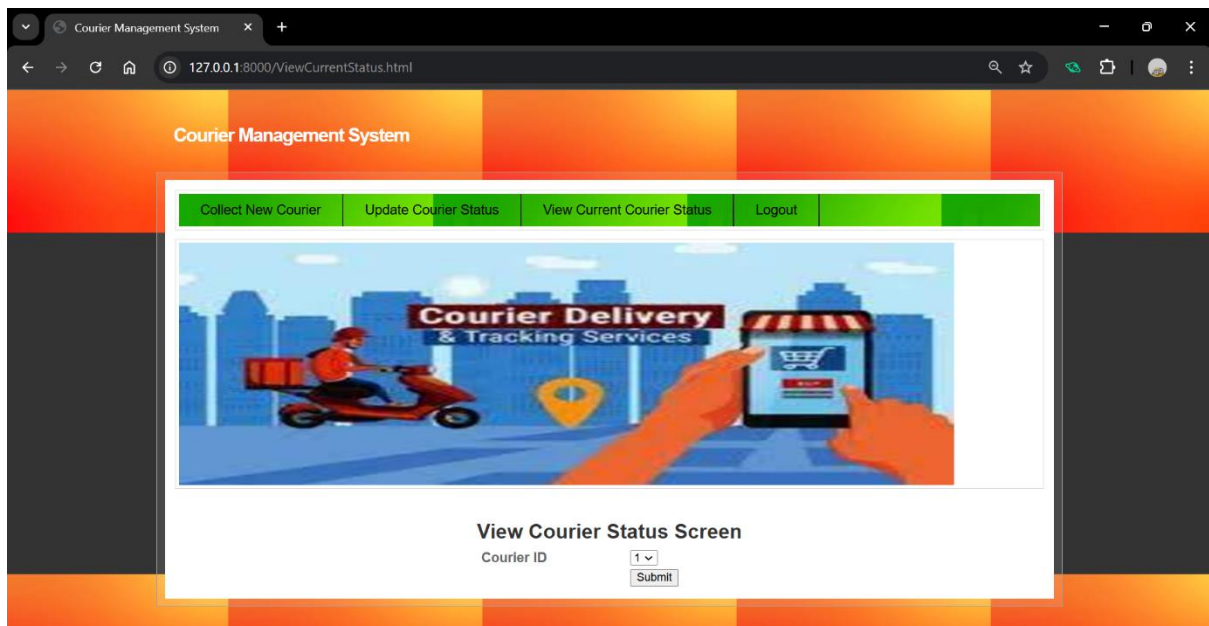 Courier Management System
127.0.0.1:8000/ViewCurrentStatus.html
Courier Management System
Collect New Courier Update Courier Status View Current Courier Status Logout
Courier Delivery
& Tracking Services
View Courier Status Screen
Courier ID 1
Submit